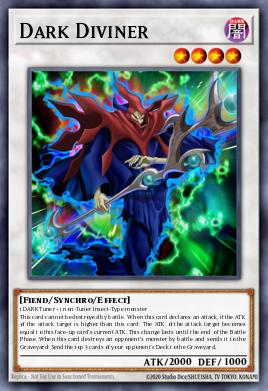 DARK DIVINER
DARK
闇
[FIEND/SYNCHRO/EFFECT]
1 DARK Tuner + 1 non-Tuner Insect-Type monster
This card cannot be destroyed by battle. When this card declares an attack, if the ATK
of the attack target is higher than this card: The ATK of the attack target becomes
equal to this face-up card's current ATK. This change lasts until the end of the Battle
Phase. When this card destroys an opponent's monster by battle and sends it to the
Graveyard: Send the top 3 cards of your opponent's Deck to the Graveyard.
ATK/2000 DEF/1000
Replica - Not For Use in Sanctioned Tournaments
©2020 Studio Dice/SHUEISHA, TV TOKYO, KONAMI